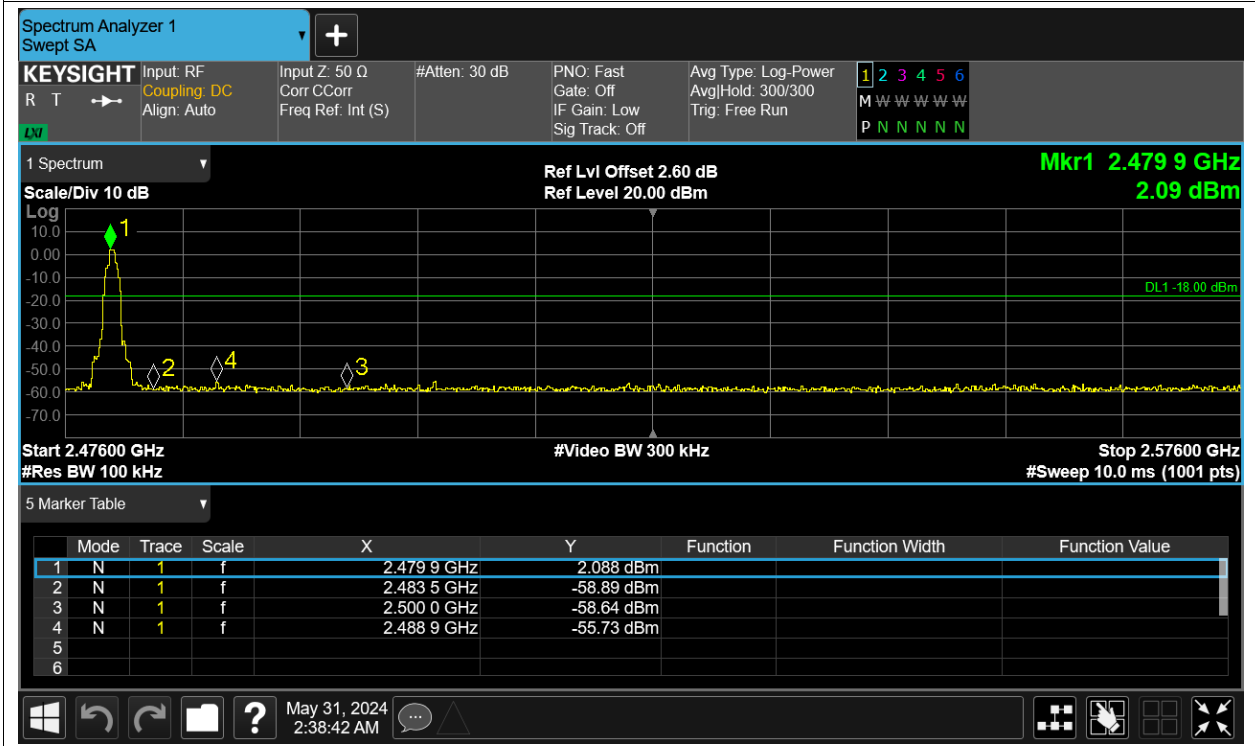 Spectrum Analyzer 1
Swept SA
+
KEYSIGHT
R T
LXI
Input: RF
Coupling: DC
Align: Auto
Input Z: 50 Ω
Corr CCorr
Freq Ref: Int (S)
#Atten: 30 dB
PNO: Fast
Gate: Off
IF Gain: Low
Sig Track: Off
Avg Type: Log-Power
Avg|Hold: 300/300
Trig: Free Run
1 2 3 4 5 6
M W W W W W
P N N N N N
1 Spectrum
Scale/Div 10 dB
Ref Lvl Offset 2.60 dB
Ref Level 20.00 dBm
Mkr1 2.479 9 GHz
2.09 dBm
Log
10.0
0.00
-10.0
-20.0
-30.0
-40.0
-50.0
-60.0
-70.0
1
DL1 -18.00 dBm
2
4
3
Start 2.47600 GHz
#Video BW 300 kHz
Stop 2.57600 GHz
#Res BW 100 kHz
#Sweep 10.0 ms (1001 pts)
5 Marker Table
Mode Trace Scale X Y Function Function Width Function Value
1 N 1 f 2.479 9 GHz 2.088 dBm
2 N 1 f 2.483 5 GHz -58.89 dBm
3 N 1 f 2.500 0 GHz -58.64 dBm
4 N 1 f 2.488 9 GHz -55.73 dBm
5
6
?
May 31, 2024
2:38:42 AM